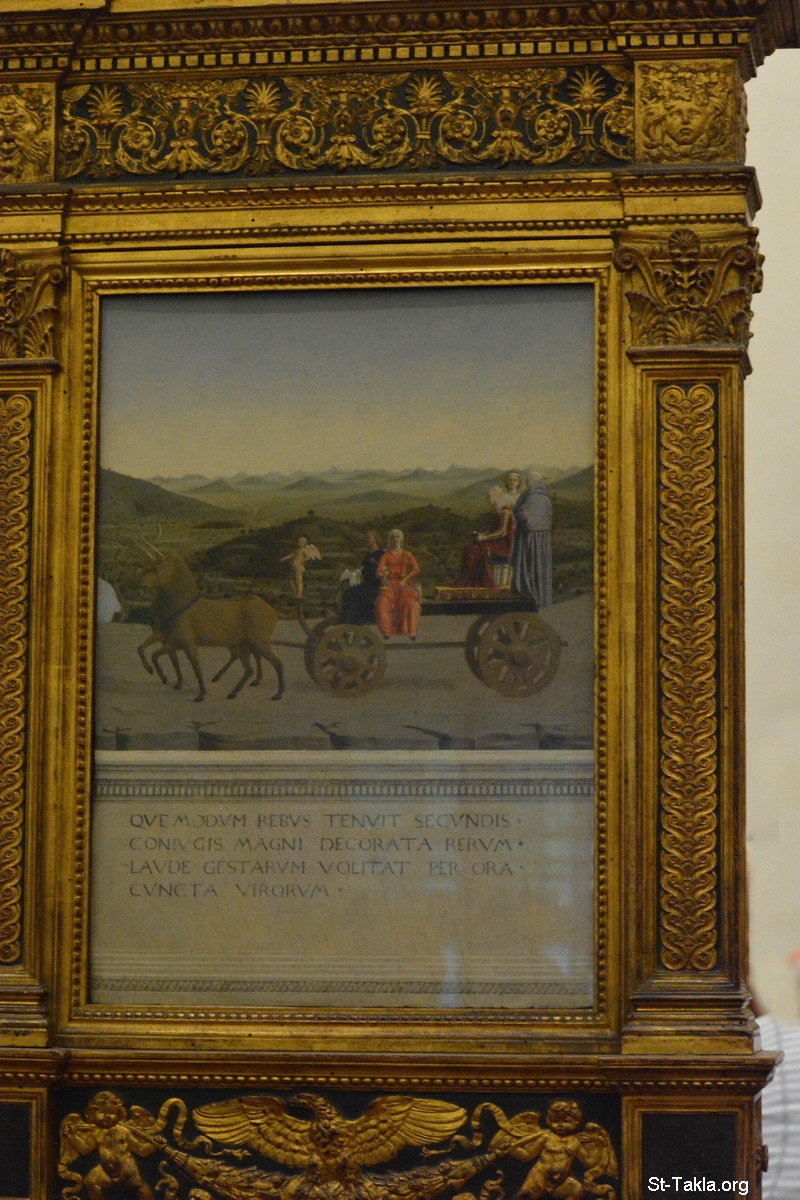 QVE MODVM REBVS TENVIT SECVNDIS ·
CONIVGIS MAGNI DECORATA RERVM ·
LAVDE GESTARVM VOLITAT PER ORA ·
CVNCTA VIRORVM ·
St-Takla.org